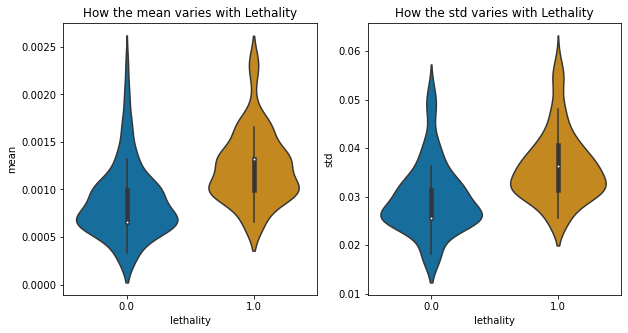 How the mean varies with Lethality
mean
0.0025
0.0020
0.0015
0.0010
0.0005
0.0000
0.0
1.0
lethality
How the std varies with Lethality
std
0.06
0.05
0.04
0.03
0.02
0.01
0.0
1.0
lethality